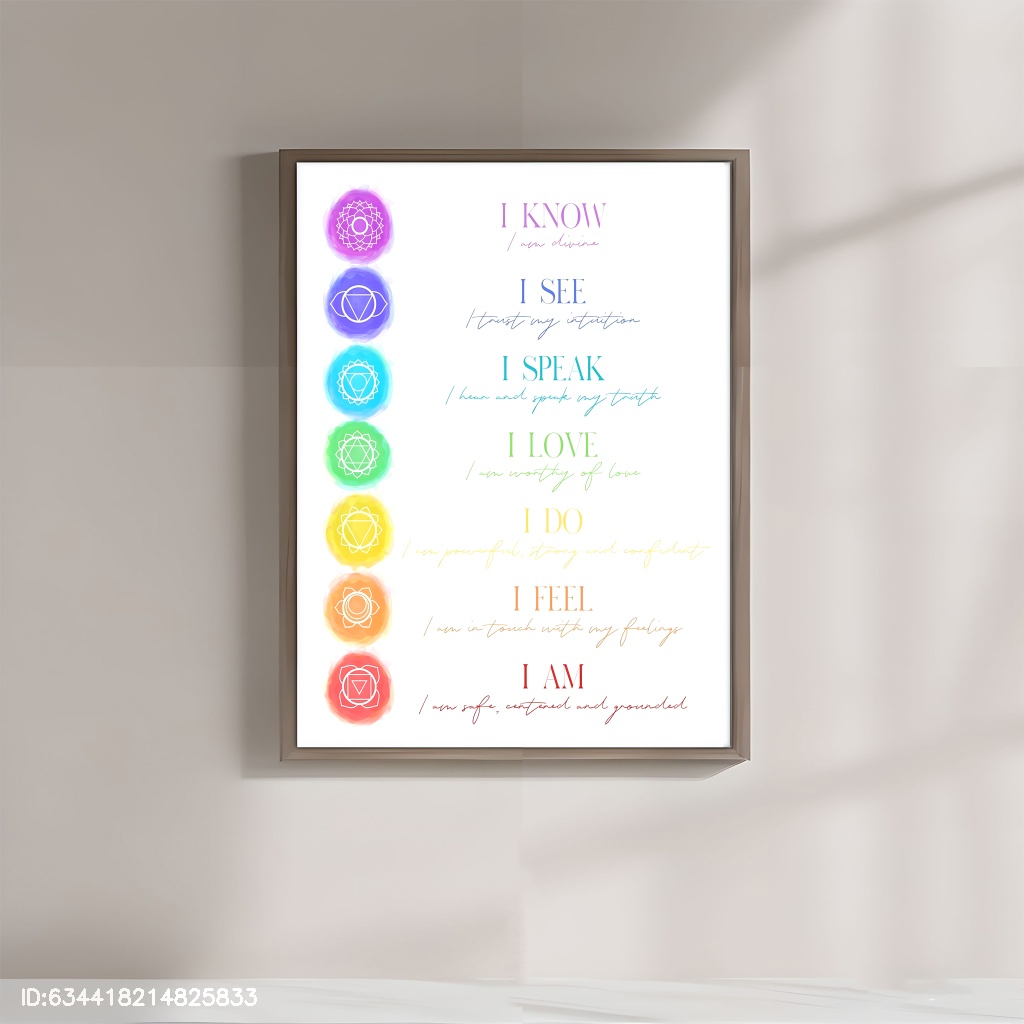 I KNOW
I am divine
I SEE
I trust my intuition
I SPEAK
I hear and speak my truth
I LOVE
I am worthy of love
I DO
I am powerful, strong and confident
I FEEL
I am in touch with my feelings
I AM
I am safe, centered and grounded
ID:634418214825833